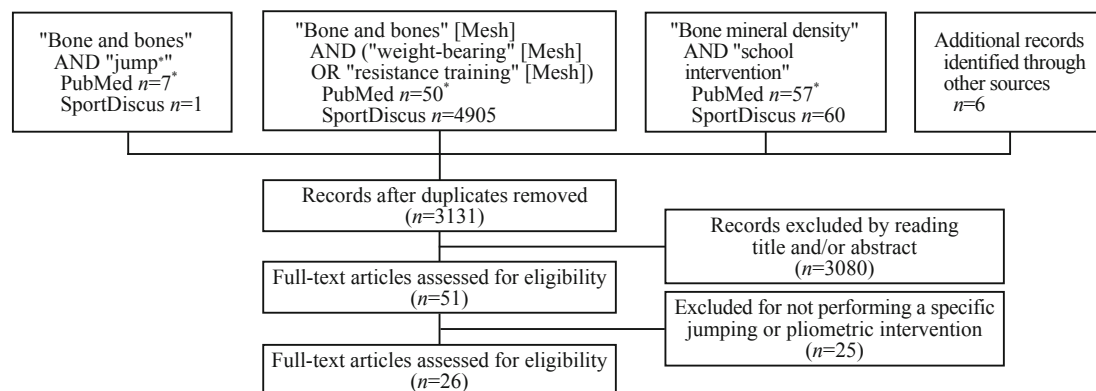 "Bone and bones"
AND "jump*"
PubMed n=7*
SportDiscus n=1
"Bone and bones" [Mesh]
AND ("weight-bearing" [Mesh]
OR "resistance training" [Mesh])
PubMed n=50*
SportDiscus n=4905
"Bone mineral density"
AND "school
intervention"
PubMed n=57*
SportDiscus n=60
Additional records
identified through
other sources
n=6
Records after duplicates removed
(n=3131)
Records excluded by reading
title and/or abstract
(n=3080)
Full-text articles assessed for eligibility
(n=51)
Excluded for not performing a specific
jumping or pliometric intervention
(n=25)
Full-text articles assessed for eligibility
(n=26)